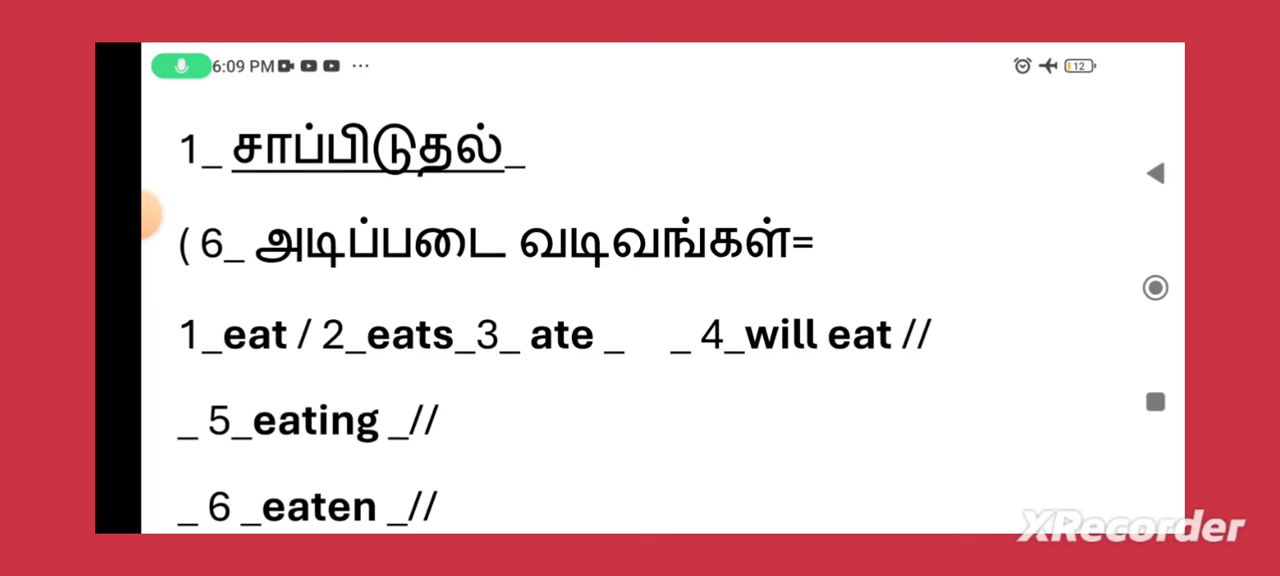 6:09 PM ... 12
1_ சாப்பிடுதல்_
( 6_ அடிப்படை வடிவங்கள்=
1_eat / 2_eats_3_ ate _ _ 4_will eat //
_ 5_eating _//
_ 6 _eaten _//
XRecorder